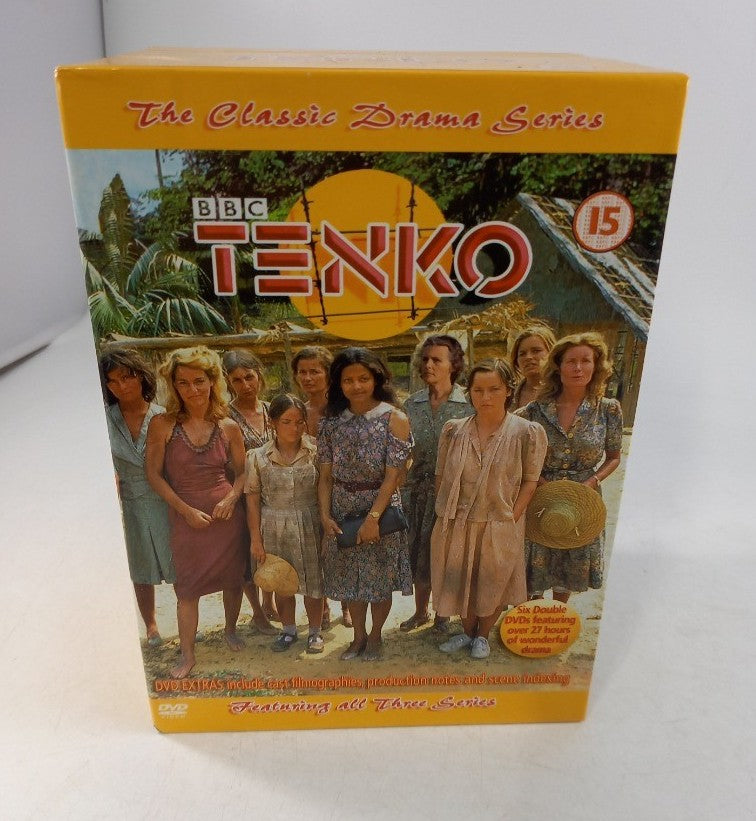 The Classic Drama Series
BBC
TENKO
15
Six Double
DVDs featuring
over 27 hours
of wonderful
drama
DVD EXTRAS include cast filmographies, production notes and scene indexing
DVD
VIDEO
Featuring all Three Series